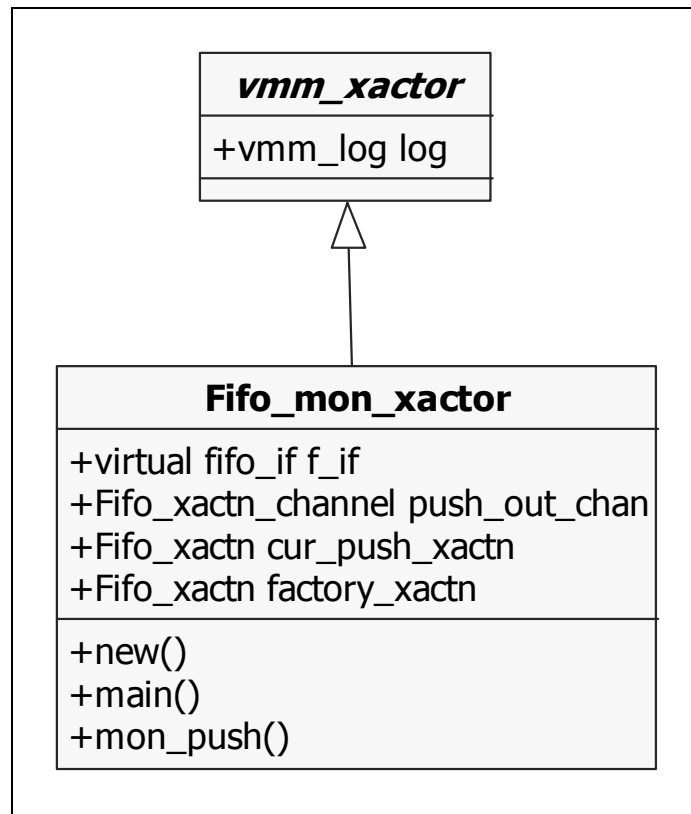 vmm_xactor
+vmm_log log
Fifo_mon_xactor
+virtual fifo_if f_if
+Fifo_xactn_channel push_out_chan
+Fifo_xactn cur_push_xactn
+Fifo_xactn factory_xactn
+new()
+main()
+mon_push()